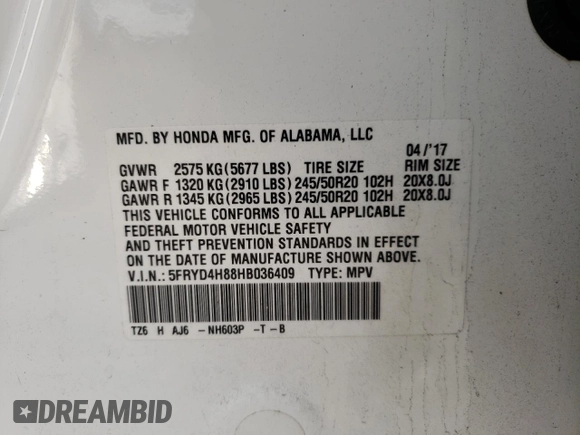 MFD. BY HONDA MFG. OF ALABAMA, LLC
04/'17
GVWR 2575 KG(5677 LBS) TIRE SIZE RIM SIZE
GAWR F 1320 KG(2910 LBS)245/50R20 102H 20X8.0J
GAWR R 1345 KG(2965 LBS)245/50R20 102H 20X8.0J
THIS VEHICLE CONFORMS TO ALL APPLICABLE
FEDERAL MOTOR VEHICLE SAFETY
AND THEFT PREVENTION STANDARDS IN EFFECT
ON THE DATE OF MANUFACTURE SHOWN ABOVE.
V.I.N.: 5FRYD4H88HB036409 TYPE: MPV
TZ6 H AJ6 -NH603P -T-B
DREAMBID